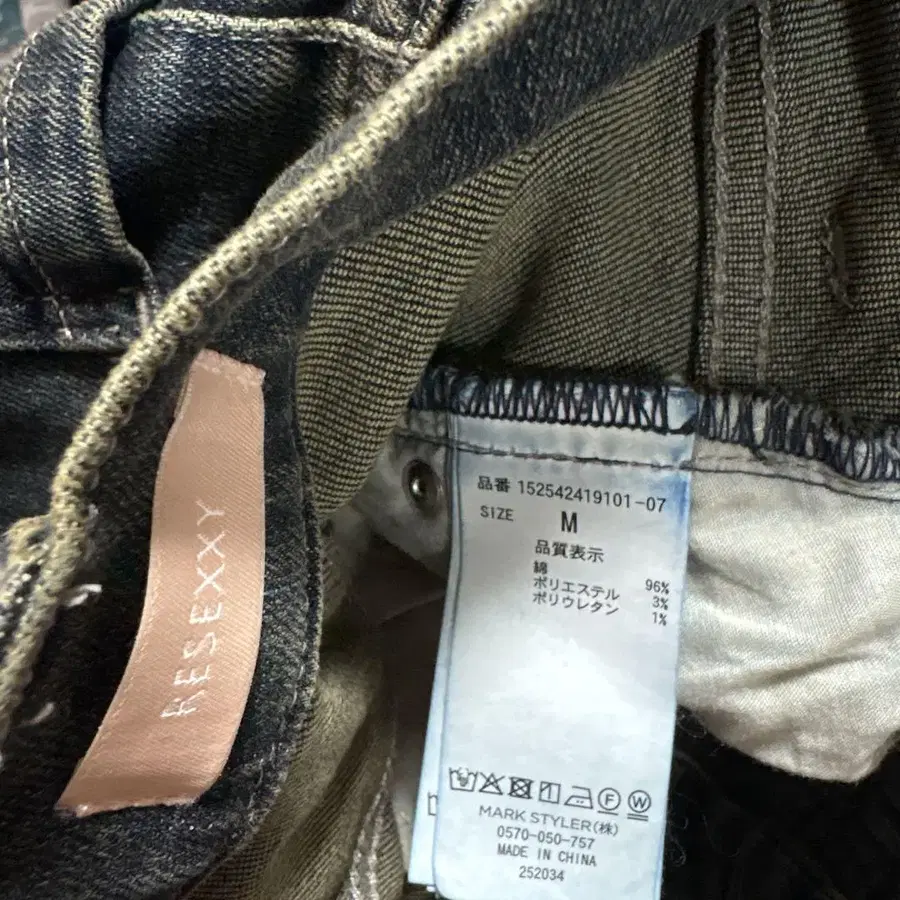 RESEXXY
品番 152542419101-07
SIZE M
品質表示
綿 96%
ポリエステル 3%
ポリウレタン 1%
MARK STYLER(株)
0570-050-757
MADE IN CHINA
252034